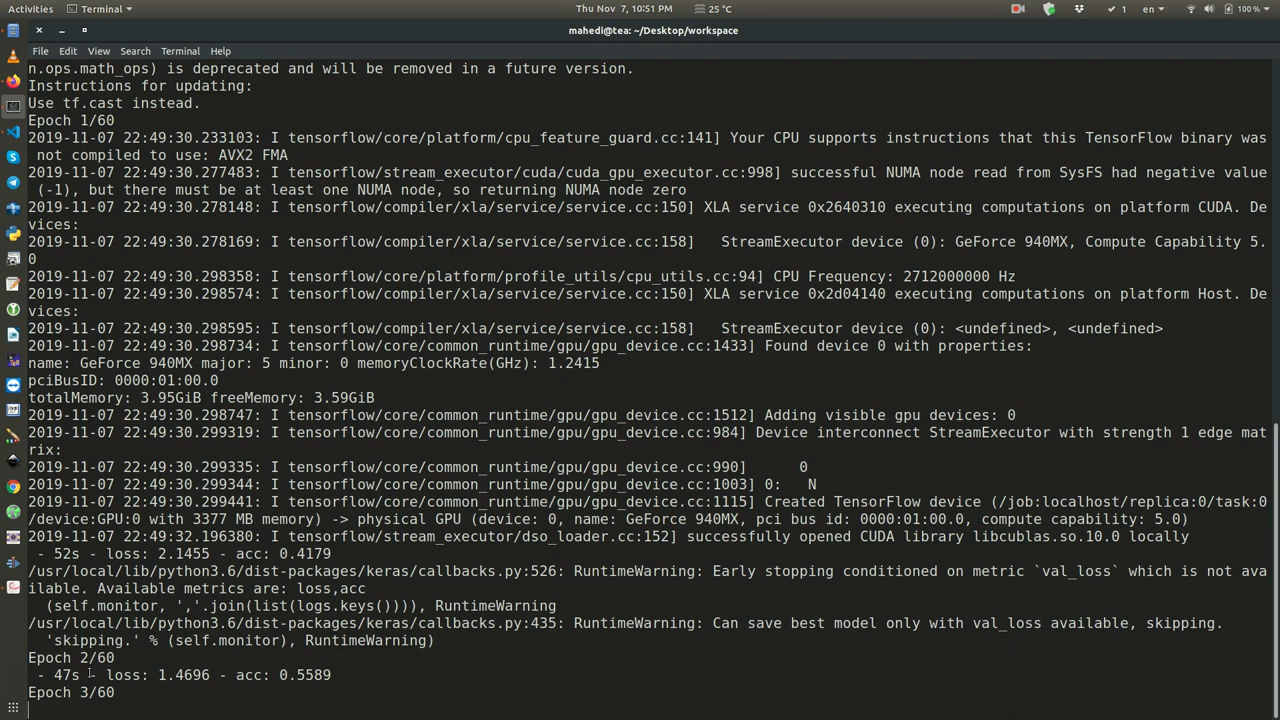 Activities
Terminal
Thu Nov 7, 10:51 PM
25 °C
1
en
100 %
mahedi@tea: ~/Desktop/workspace
File Edit View Search Terminal Help
n.ops.math_ops) is deprecated and will be removed in a future version.
Instructions for updating:
Use tf.cast instead.
Epoch 1/60
2019-11-07 22:49:30.233103: I tensorflow/core/platform/cpu_feature_guard.cc:141] Your CPU supports instructions that this TensorFlow binary was
 not compiled to use: AVX2 FMA
2019-11-07 22:49:30.277483: I tensorflow/stream_executor/cuda/cuda_gpu_executor.cc:998] successful NUMA node read from SysFS had negative value
 (-1), but there must be at least one NUMA node, so returning NUMA node zero
2019-11-07 22:49:30.278148: I tensorflow/compiler/xla/service/service.cc:150] XLA service 0x2640310 executing computations on platform CUDA. De
vices:
2019-11-07 22:49:30.278169: I tensorflow/compiler/xla/service/service.cc:158]   StreamExecutor device (0): GeForce 940MX, Compute Capability 5.
0
2019-11-07 22:49:30.298358: I tensorflow/core/platform/profile_utils/cpu_utils.cc:94] CPU Frequency: 2712000000 Hz
2019-11-07 22:49:30.298574: I tensorflow/compiler/xla/service/service.cc:150] XLA service 0x2d04140 executing computations on platform Host. De
vices:
2019-11-07 22:49:30.298595: I tensorflow/compiler/xla/service/service.cc:158]   StreamExecutor device (0): <undefined>, <undefined>
2019-11-07 22:49:30.298734: I tensorflow/core/common_runtime/gpu/gpu_device.cc:1433] Found device 0 with properties:
name: GeForce 940MX major: 5 minor: 0 memoryClockRate(GHz): 1.2415
pciBusID: 0000:01:00.0
totalMemory: 3.95GiB freeMemory: 3.59GiB
2019-11-07 22:49:30.298747: I tensorflow/core/common_runtime/gpu/gpu_device.cc:1512] Adding visible gpu devices: 0
2019-11-07 22:49:30.299319: I tensorflow/core/common_runtime/gpu/gpu_device.cc:984] Device interconnect StreamExecutor with strength 1 edge mat
rix:
2019-11-07 22:49:30.299335: I tensorflow/core/common_runtime/gpu/gpu_device.cc:990]      0
2019-11-07 22:49:30.299344: I tensorflow/core/common_runtime/gpu/gpu_device.cc:1003] 0:   N
2019-11-07 22:49:30.299441: I tensorflow/core/common_runtime/gpu/gpu_device.cc:1115] Created TensorFlow device (/job:localhost/replica:0/task:0
/device:GPU:0 with 3377 MB memory) -> physical GPU (device: 0, name: GeForce 940MX, pci bus id: 0000:01:00.0, compute capability: 5.0)
2019-11-07 22:49:32.196380: I tensorflow/stream_executor/dso_loader.cc:152] successfully opened CUDA library libcublas.so.10.0 locally
 - 52s - loss: 2.1455 - acc: 0.4179
/usr/local/lib/python3.6/dist-packages/keras/callbacks.py:526: RuntimeWarning: Early stopping conditioned on metric `val_loss` which is not ava
ilable. Available metrics are: loss,acc
  (self.monitor, ','.join(list(logs.keys()))), RuntimeWarning
/usr/local/lib/python3.6/dist-packages/keras/callbacks.py:435: RuntimeWarning: Can save best model only with val_loss available, skipping.
  'skipping.' % (self.monitor), RuntimeWarning)
Epoch 2/60
 - 47s - loss: 1.4696 - acc: 0.5589
Epoch 3/60